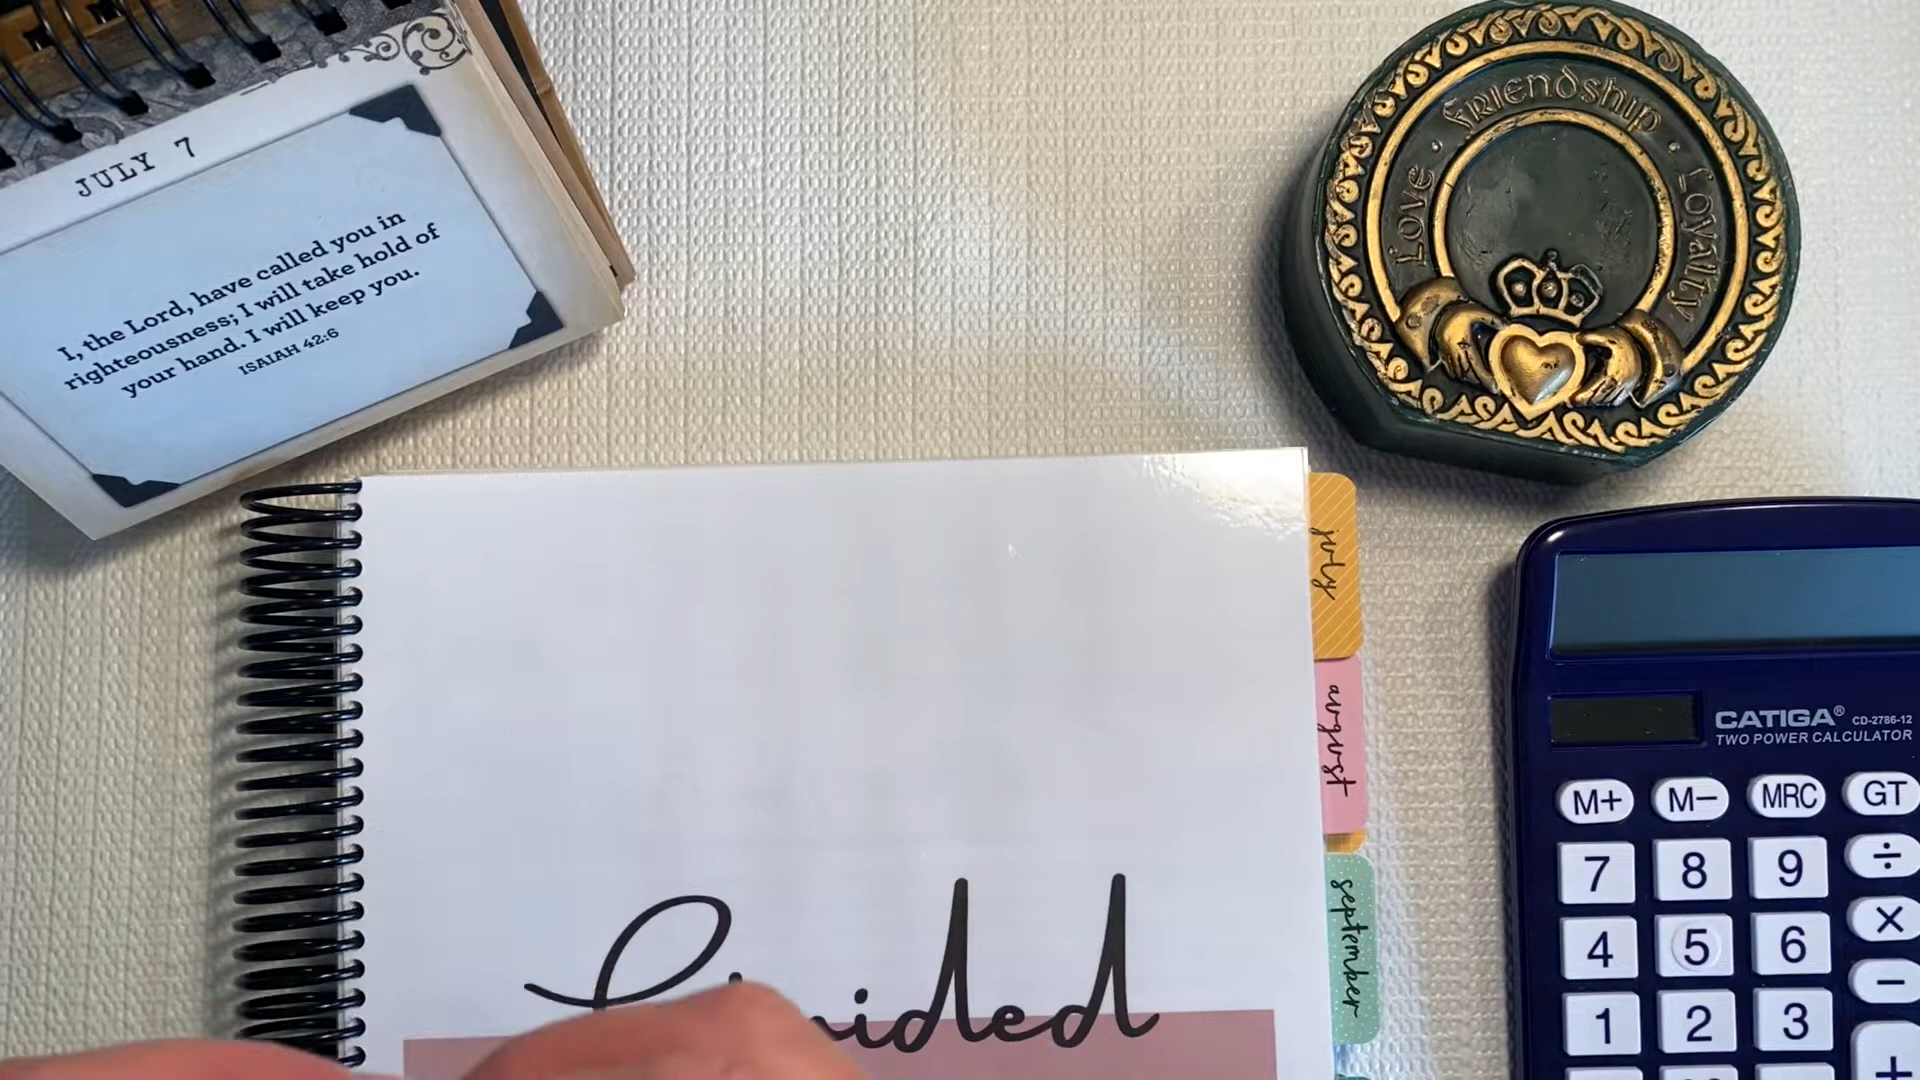 JULY 7
I, the Lord, have called you in
righteousness; I will take hold of
your hand. I will keep you.
ISAIAH 42:6
Love · Friendship · Loyality
july
august
september
CATIGA® CD-2786-12
TWO POWER CALCULATOR
M+ M− MRC GT
7 8 9 ÷
4 5 6 ×
−
1 2 3
+